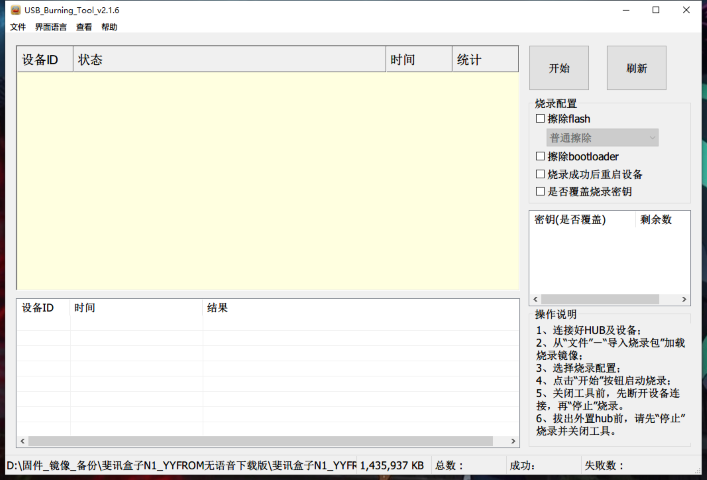 USB_Burning_Tool_v2.1.6
文件 界面语言 查看 帮助
设备ID 状态 时间 统计
开始 刷新
烧录配置
擦除flash
普通擦除
擦除bootloader
烧录成功后重启设备
是否覆盖烧录密钥
密钥(是否覆盖) 剩余数
设备ID 时间 结果
操作说明
1、连接好HUB及设备;
2、从“文件”—“导入烧录包”加载
烧录镜像;
3、选择烧录配置;
4、点击“开始”按钮启动烧录;
5、关闭工具前，先断开设备连
接，再“停止”烧录。
6、拔出外置hub前，请先“停止”
烧录并关闭工具。
D:\固件_镜像_备份\斐讯盒子N1_YYFROM无语音下载版\斐讯盒子N1_YYFR 1,435,937 KB 总数： 成功: 失败数：